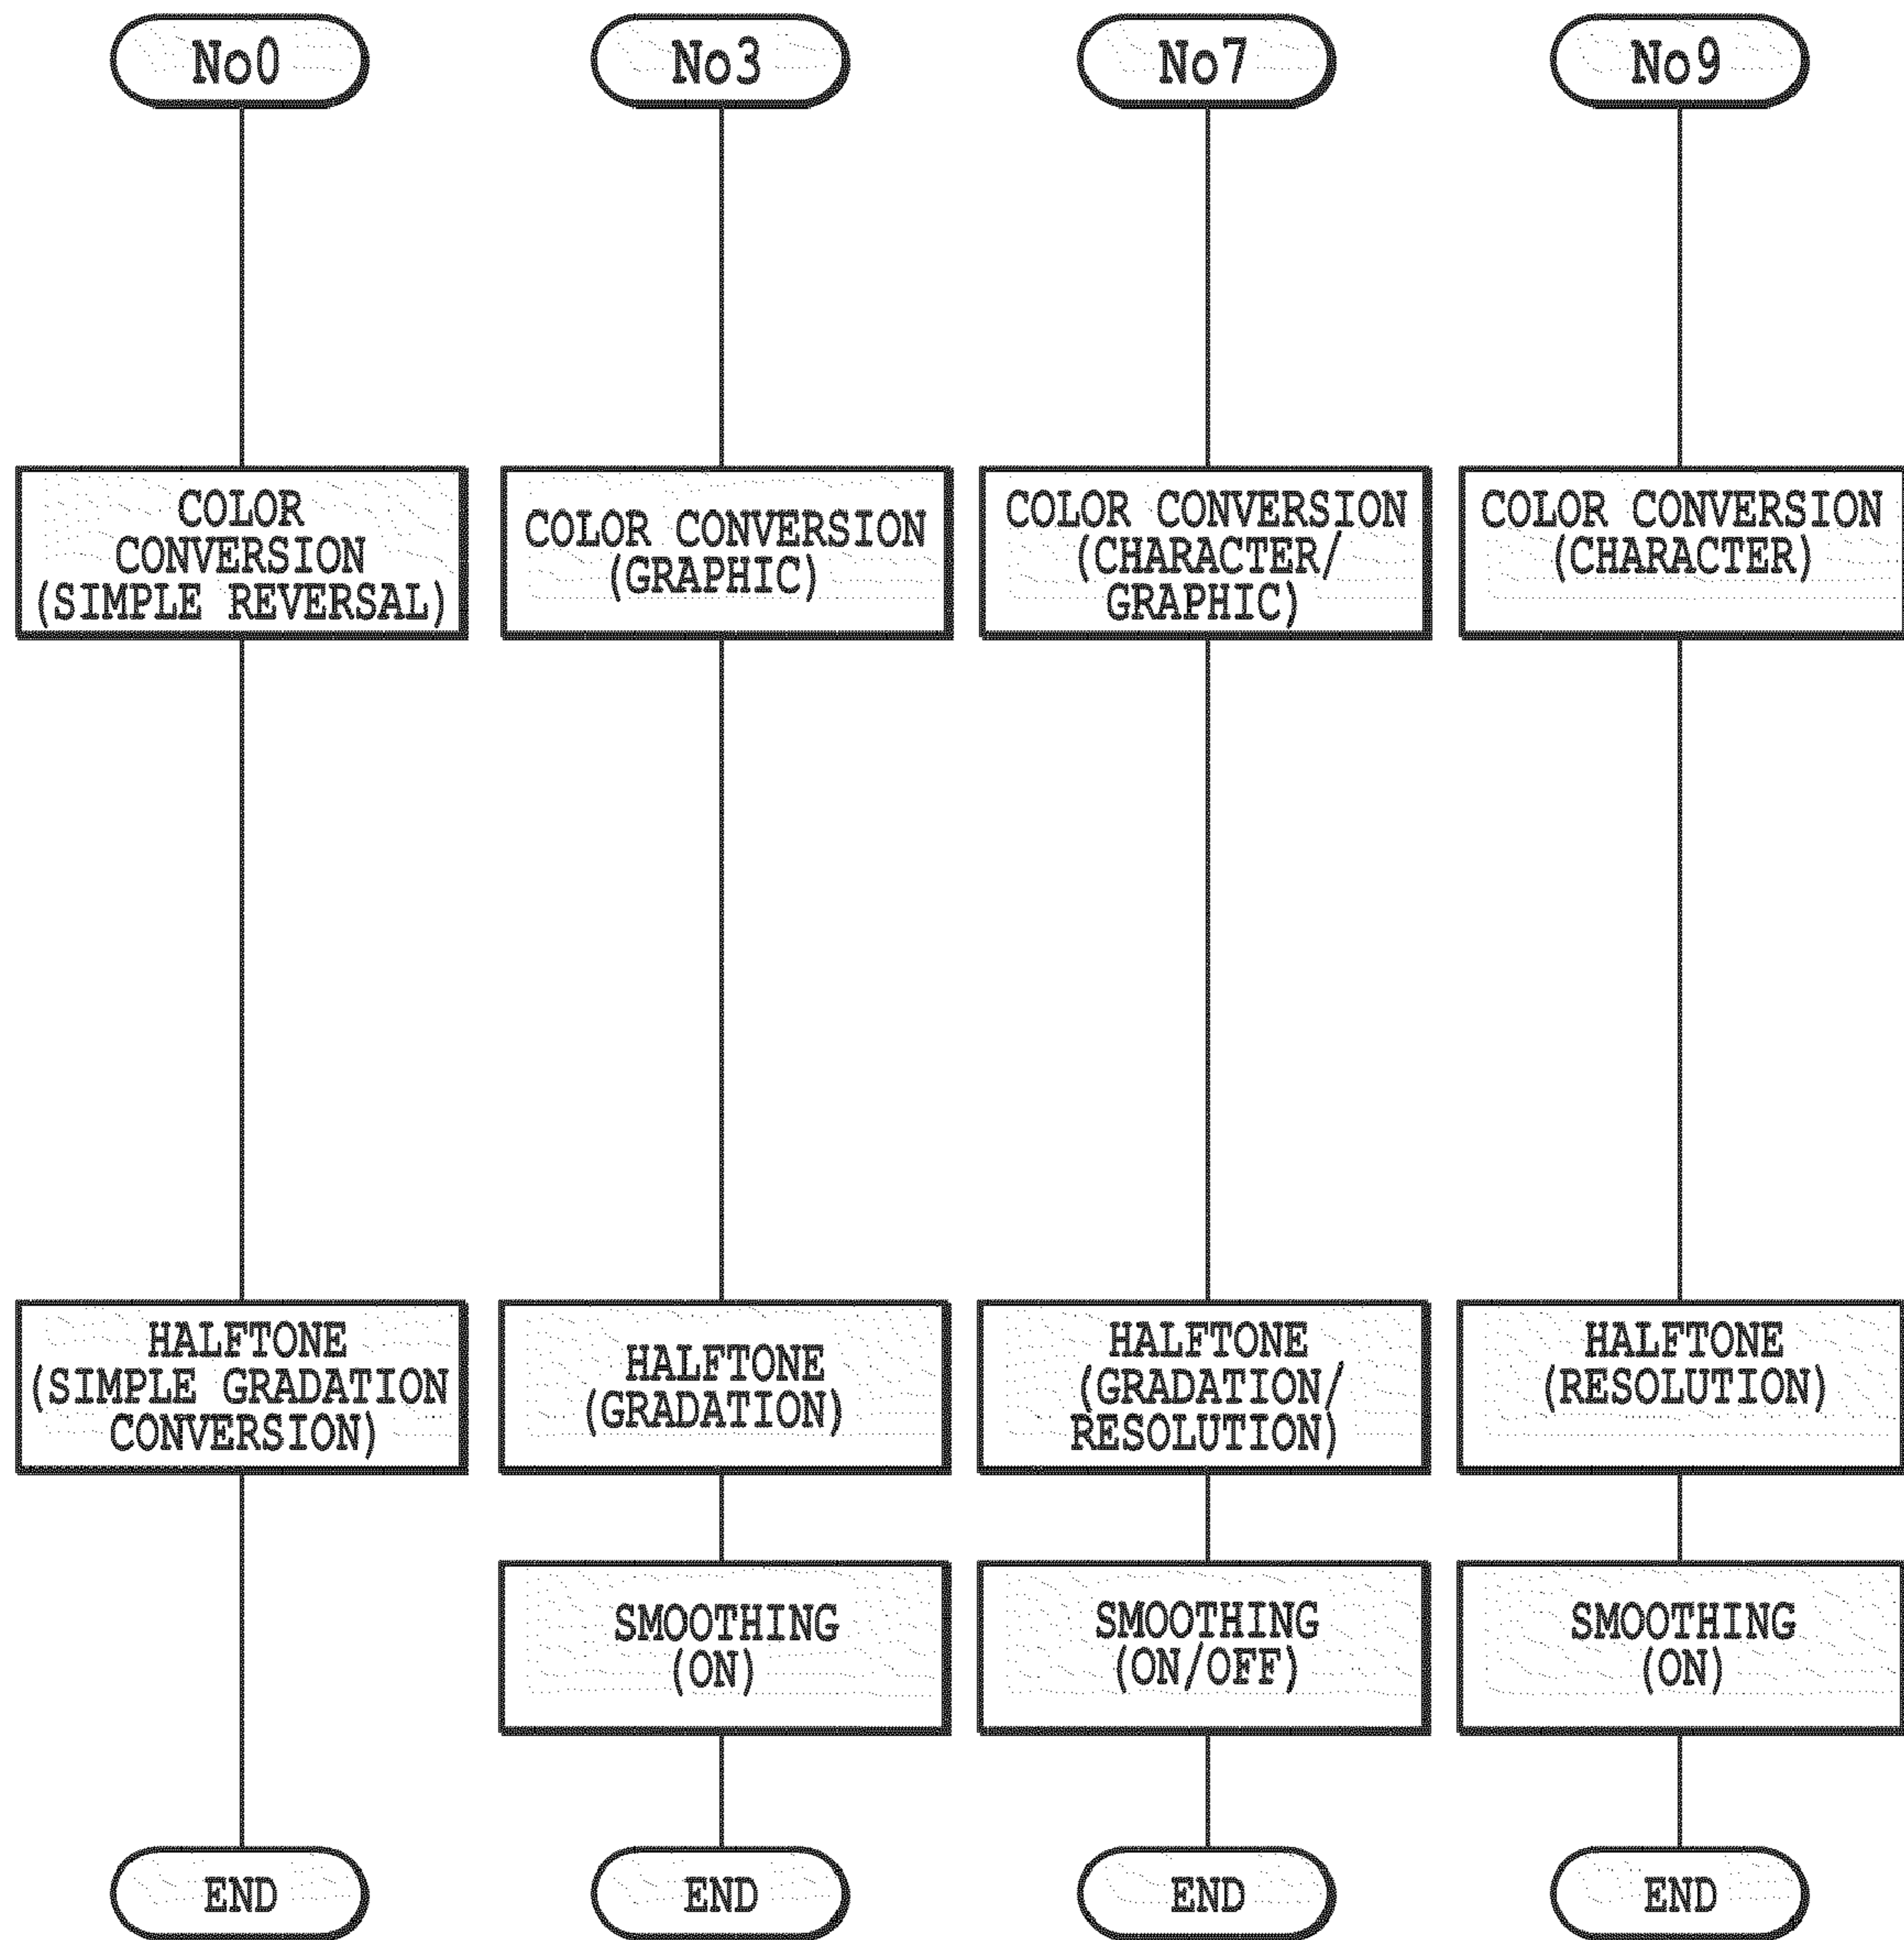 No0
No3
No7
No9
COLOR
CONVERSION
(SIMPLE REVERSAL)
COLOR CONVERSION
(GRAPHIC)
COLOR CONVERSION
(CHARACTER/
GRAPHIC)
COLOR CONVERSION
(CHARACTER)
HALFTONE
(SIMPLE GRADATION
CONVERSION)
HALFTONE
(GRADATION)
HALFTONE
(GRADATION/
RESOLUTION)
HALFTONE
(RESOLUTION)
SMOOTHING
(ON)
SMOOTHING
(ON/OFF)
SMOOTHING
(ON)
END
END
END
END